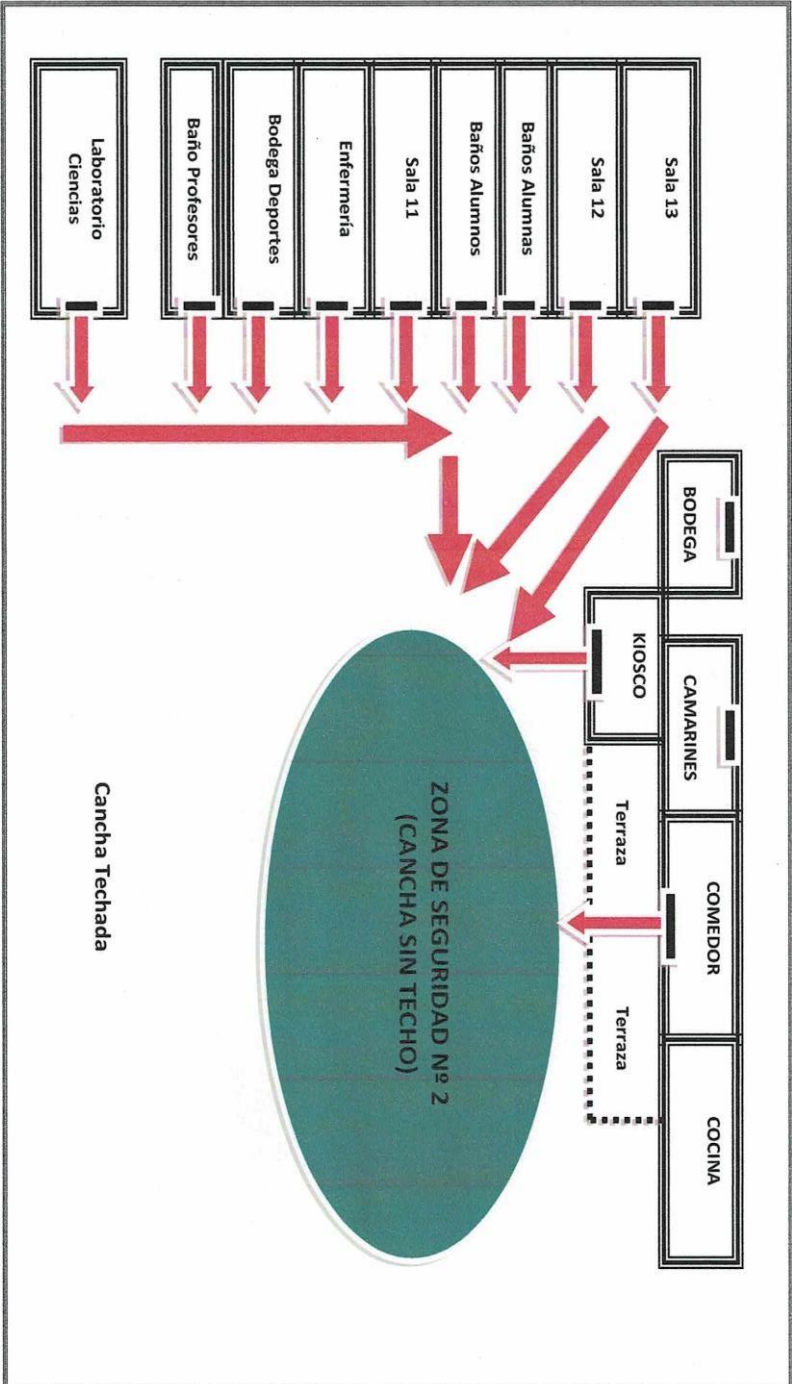 Laboratorio
Ciencias
Baño Profesores
Bodega Deportes
Enfermería
Sala 11
Baños Alumnos
Baños Alumnas
Sala 12
Sala 13
BODEGA
KIOSCO
CAMARINES
Terraza
COMEDOR
Terraza
COCINA
ZONA DE SEGURIDAD Nº 2
(CANCHA SIN TECHO)
Cancha Techada